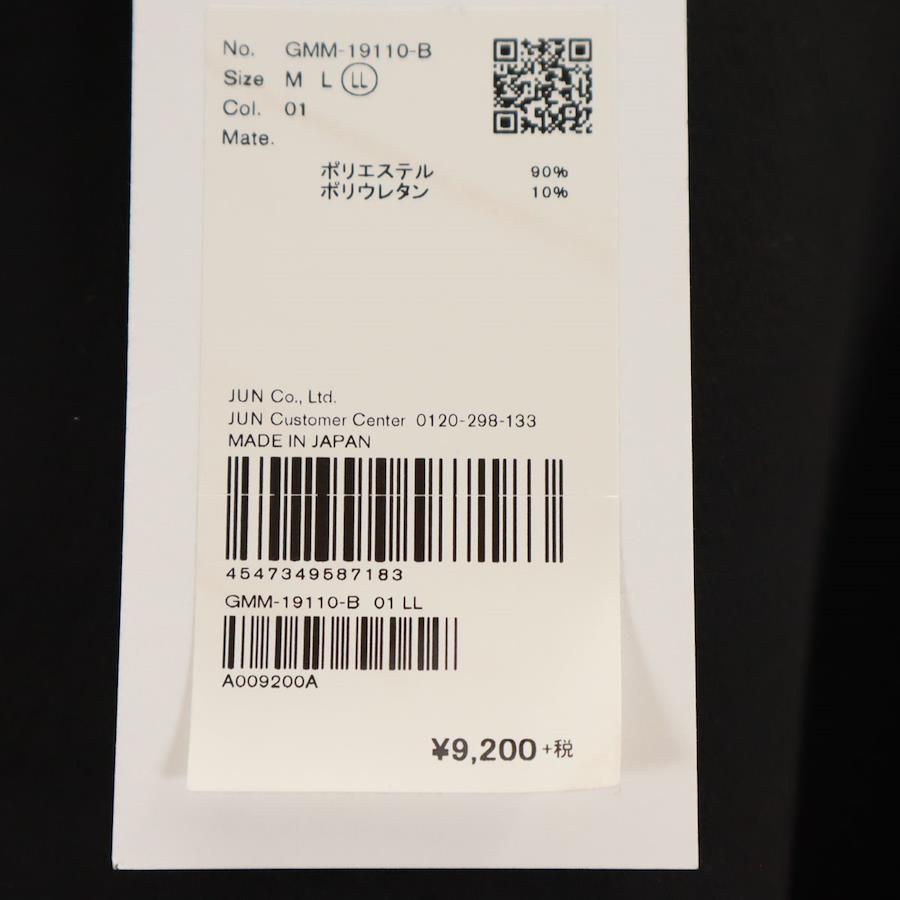 No. GMM-19110-B
Size M L LL
Col. 01
Mate.
ポリエステル 90%
ポリウレタン 10%
JUN Co., Ltd.
JUN Customer Center 0120-298-133
MADE IN JAPAN
4547349587183
GMM-19110-B 01 LL
A009200A
¥9,200+税